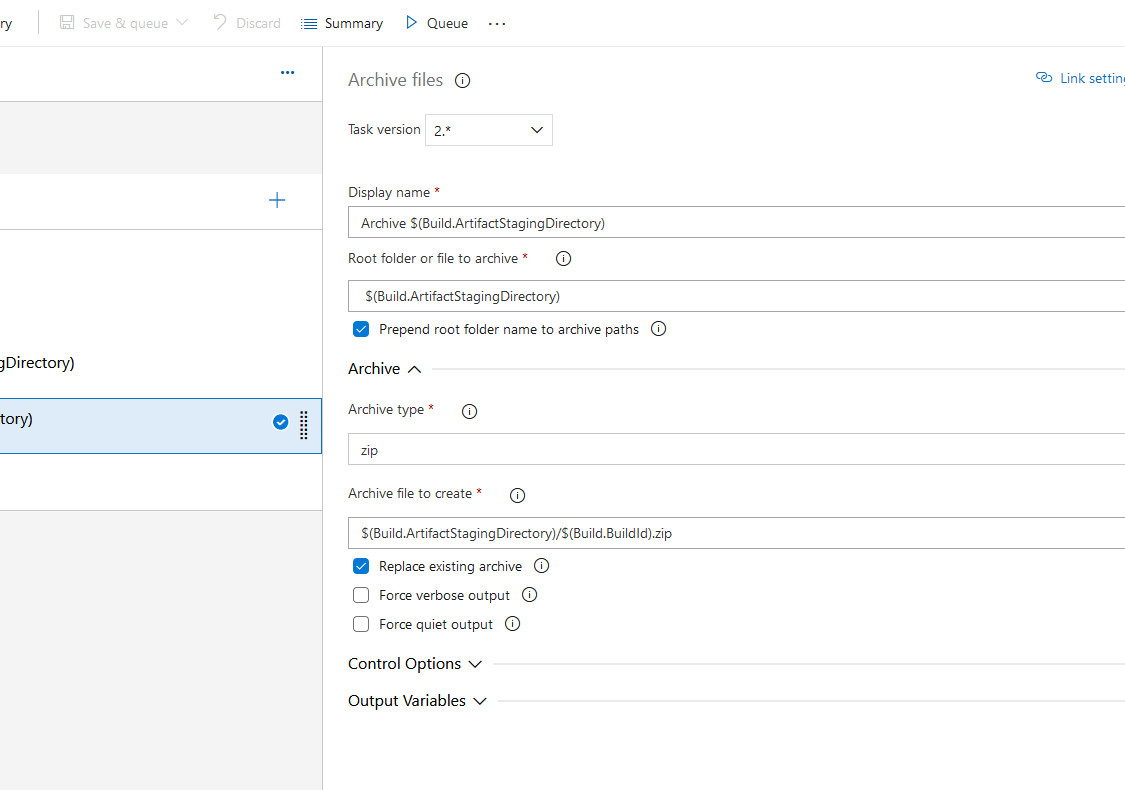 ry Save & queue Discard Summary Queue ...
Archive files
Link settin
Task version 2.*
Display name *
Archive $(Build.ArtifactStagingDirectory)
Root folder or file to archive *
$(Build.ArtifactStagingDirectory)
Prepend root folder name to archive paths
gDirectory)
Archive
tory)
Archive type *
zip
Archive file to create *
$(Build.ArtifactStagingDirectory)/$(Build.BuildId).zip
Replace existing archive
Force verbose output
Force quiet output
Control Options
Output Variables